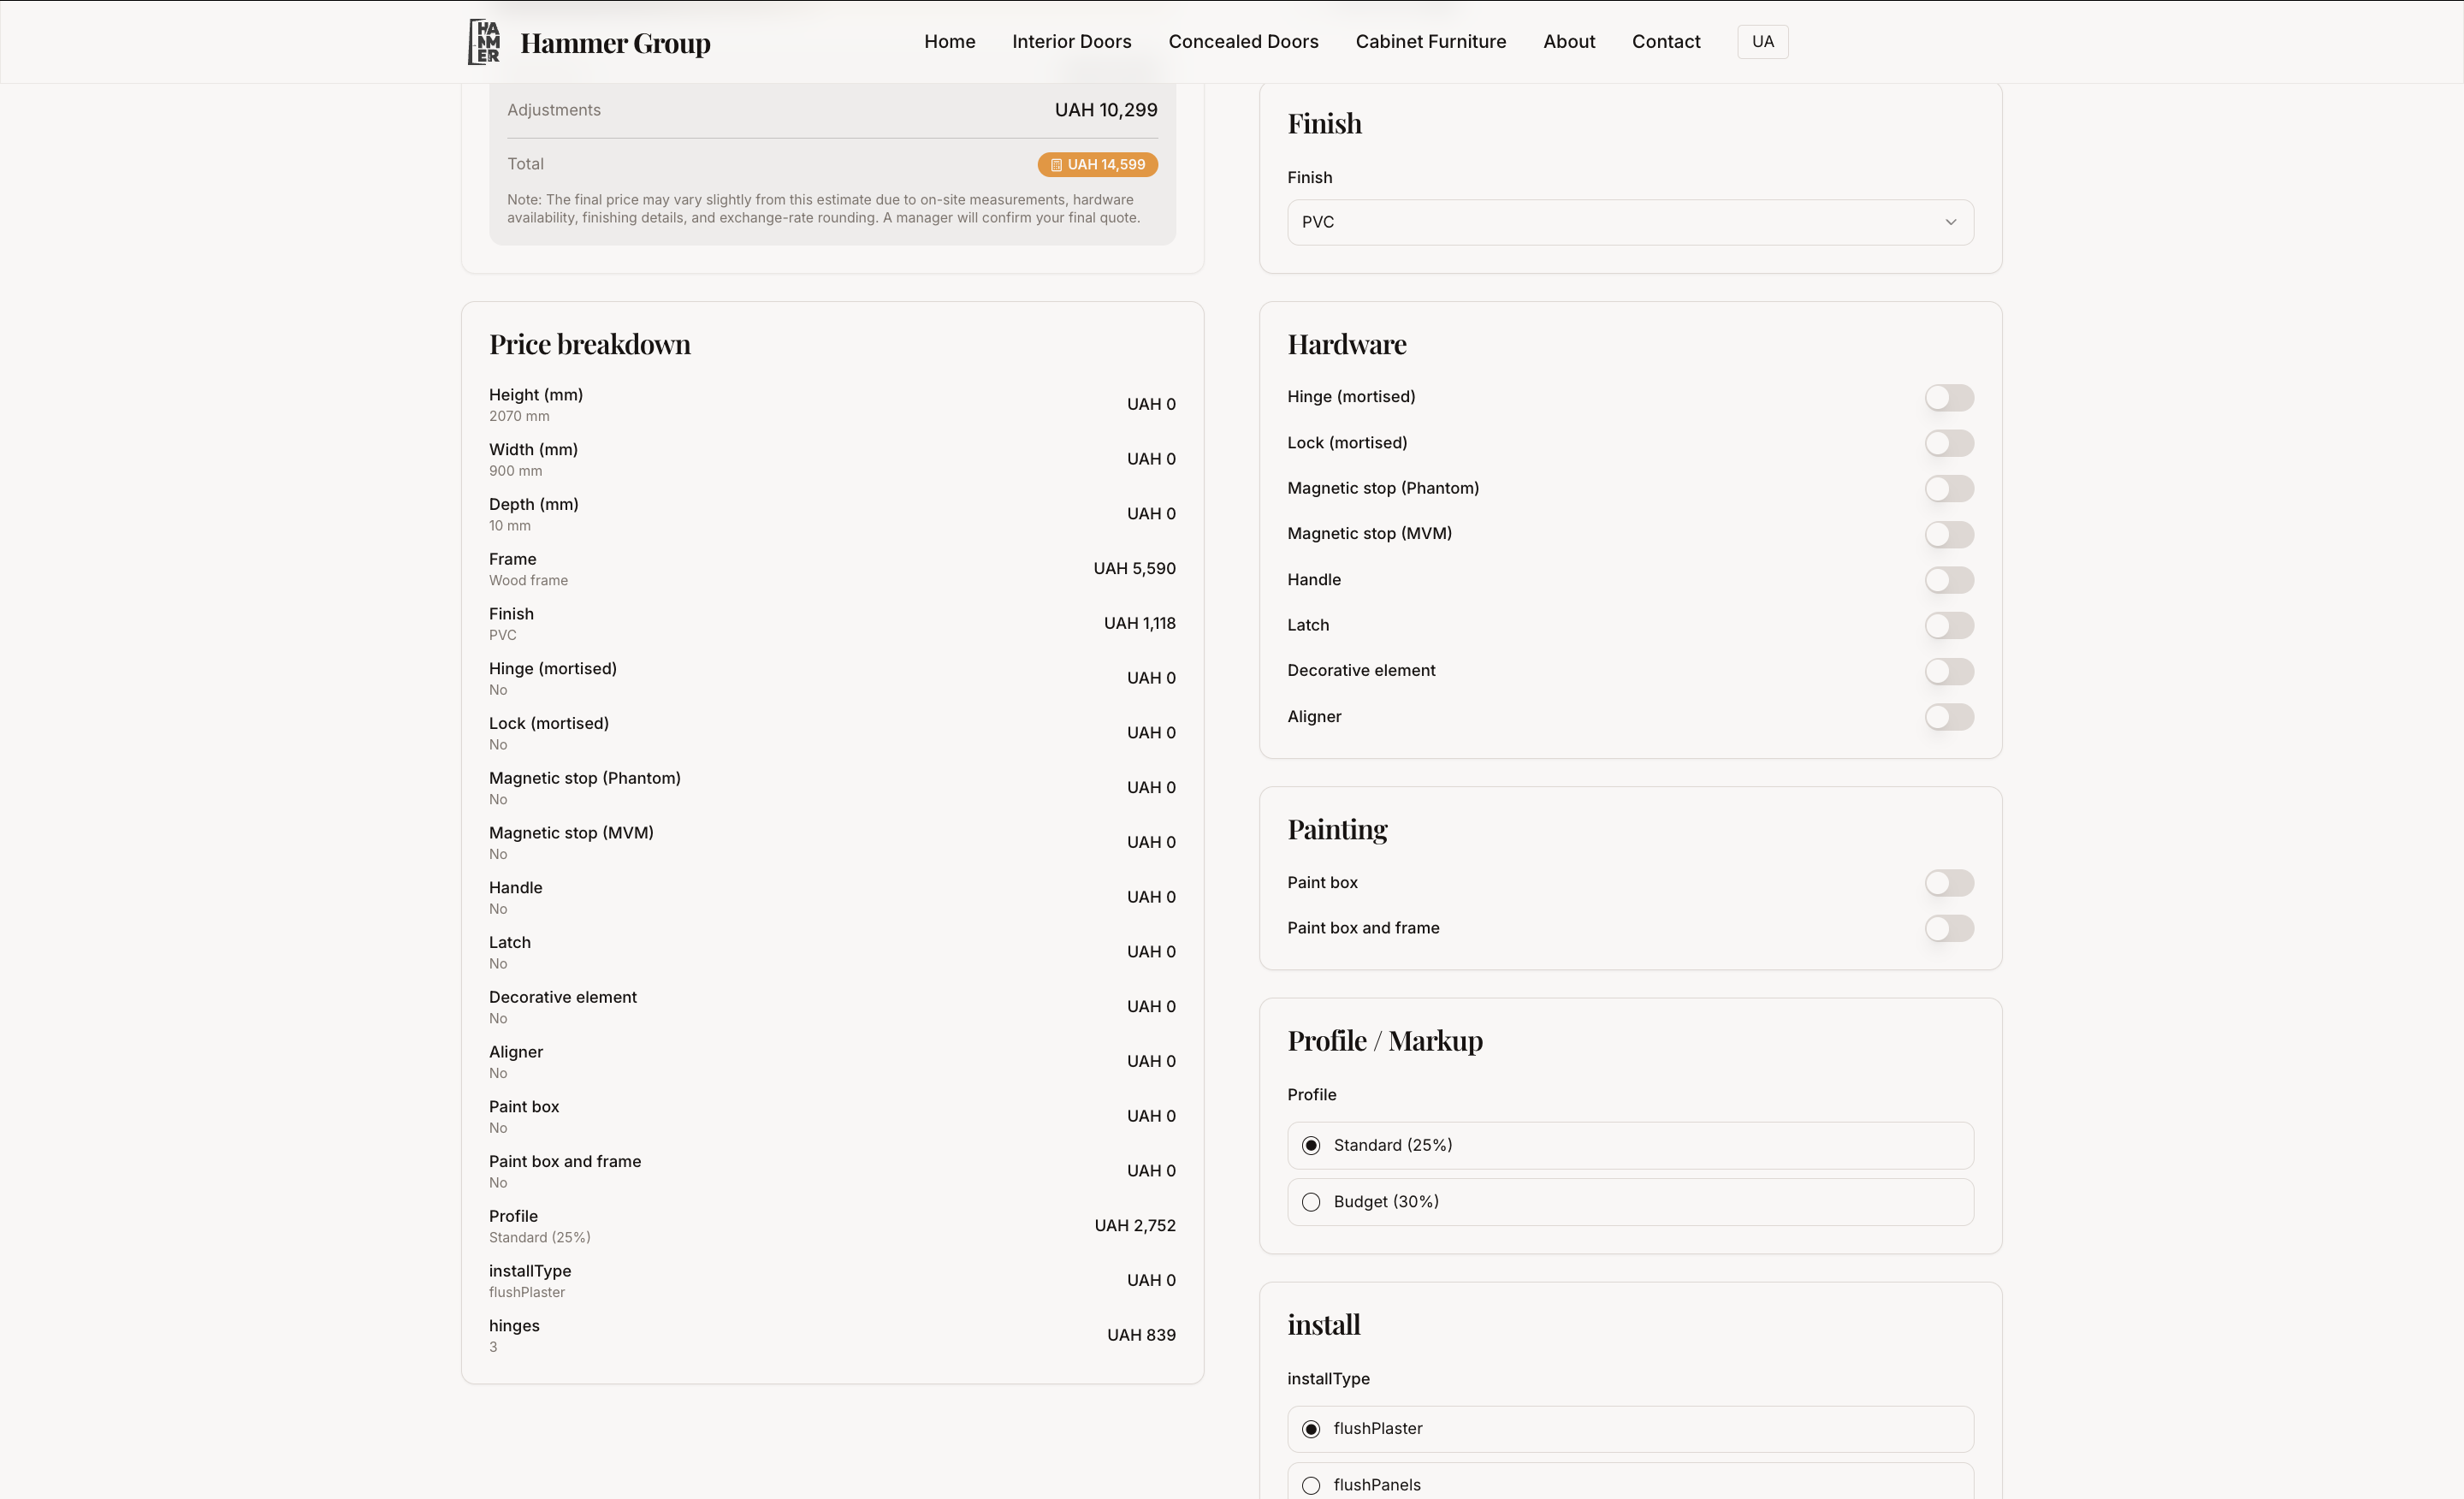 HAMMER
Hammer Group
Home
Interior Doors
Concealed Doors
Cabinet Furniture
About
Contact
UA
Adjustments
UAH 10,299
Total
UAH 14,599
Note: The final price may vary slightly from this estimate due to on-site measurements, hardware
availability, finishing details, and exchange-rate rounding. A manager will confirm your final quote.
Price breakdown
Height (mm)
2070 mm
UAH 0
Width (mm)
900 mm
UAH 0
Depth (mm)
10 mm
UAH 0
Frame
Wood frame
UAH 5,590
Finish
PVC
UAH 1,118
Hinge (mortised)
No
UAH 0
Lock (mortised)
No
UAH 0
Magnetic stop (Phantom)
No
UAH 0
Magnetic stop (MVM)
No
UAH 0
Handle
No
UAH 0
Latch
No
UAH 0
Decorative element
No
UAH 0
Aligner
No
UAH 0
Paint box
No
UAH 0
Paint box and frame
No
UAH 0
Profile
Standard (25%)
UAH 2,752
installType
flushPlaster
UAH 0
hinges
3
UAH 839
Finish
Finish
PVC
Hardware
Hinge (mortised)
Lock (mortised)
Magnetic stop (Phantom)
Magnetic stop (MVM)
Handle
Latch
Decorative element
Aligner
Painting
Paint box
Paint box and frame
Profile / Markup
Profile
Standard (25%)
Budget (30%)
install
installType
flushPlaster
flushPanels